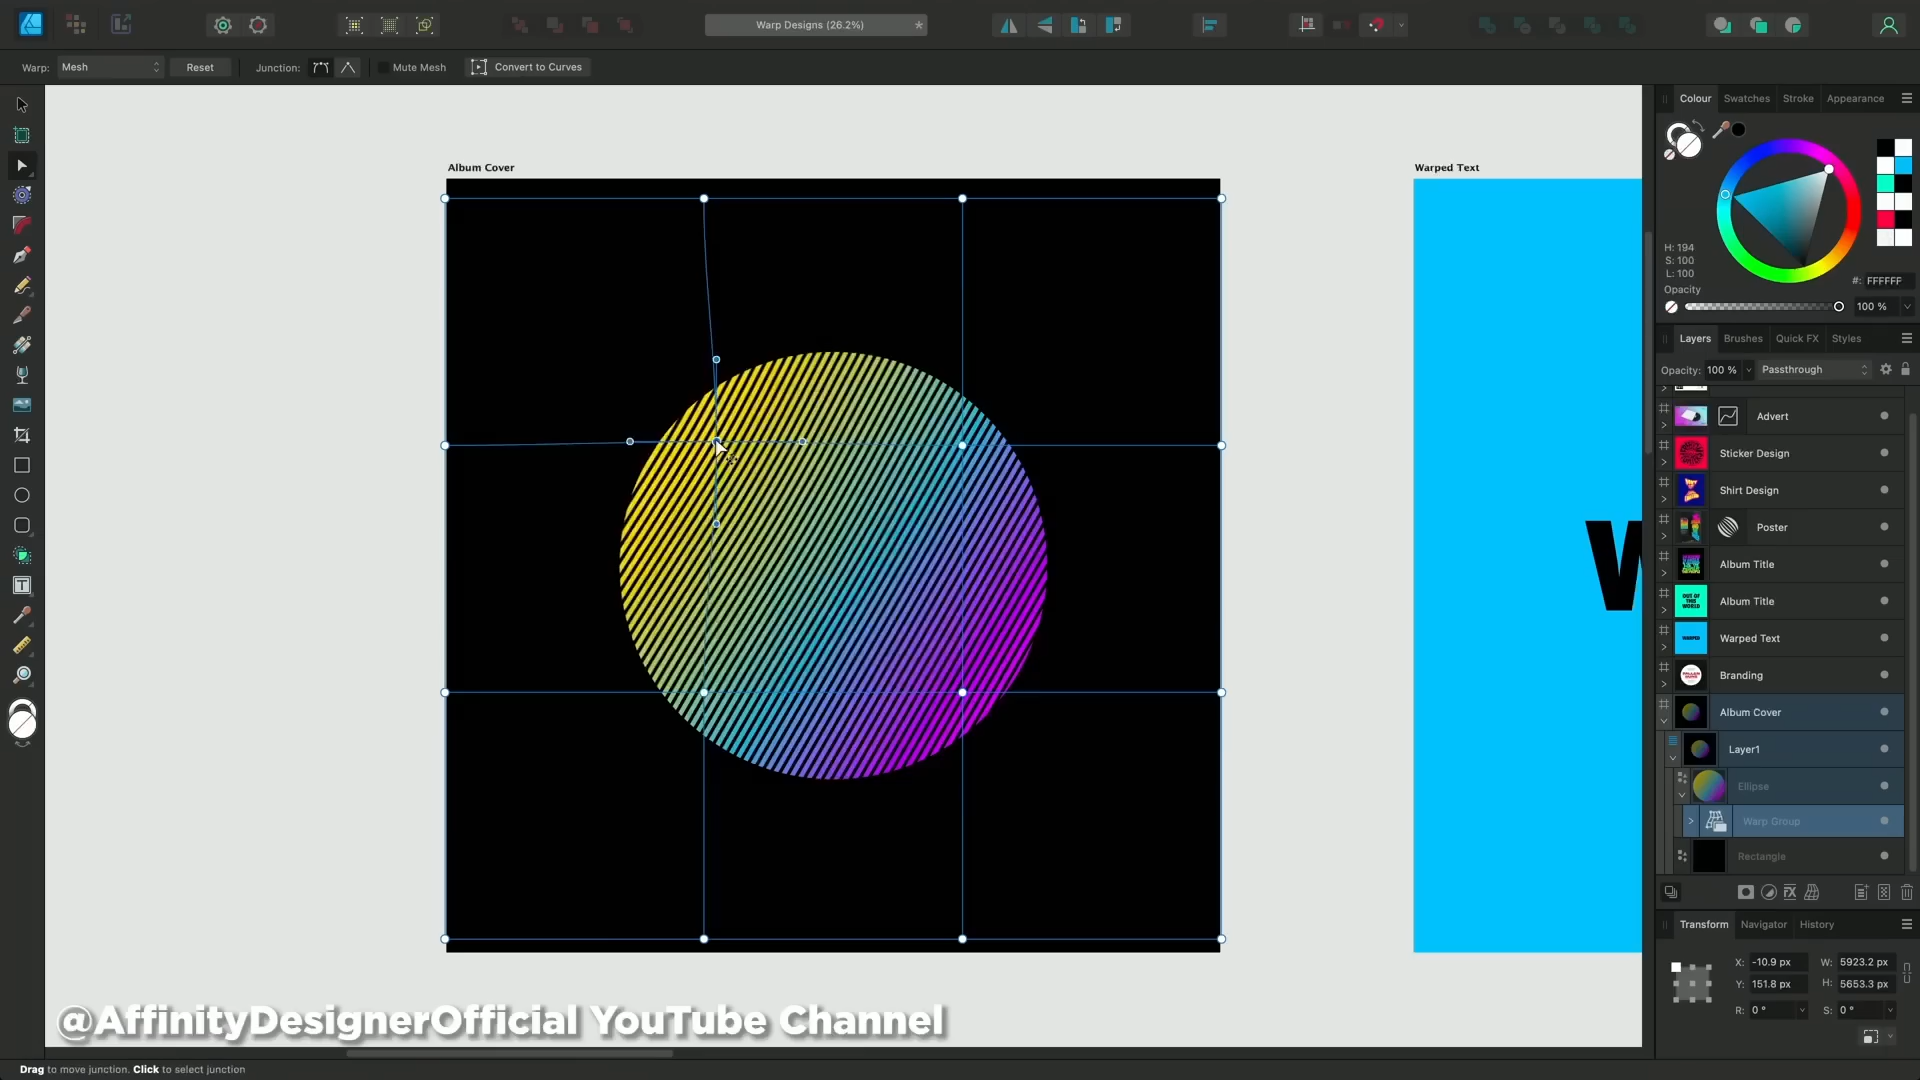 Warp Designs (26.2%)
*
Warp:
Mesh
Reset
Junction:
Mute Mesh
Convert to Curves
Colour
Swatches
Stroke
Appearance
H: 194
S: 100
L: 100
#: FFFFFF
Opacity
100 %
Layers
Brushes
Quick FX
Styles
Opacity: 100 %
Passthrough
Advert
Sticker Design
Shirt Design
Poster
Album Title
Album Title
Warped Text
Branding
Album Cover
Layer1
Ellipse
Warp Group
Rectangle
Transform
Navigator
History
X: -10.9 px
W: 5923.2 px
Y: 151.8 px
H: 5653.3 px
R: 0 °
S: 0 °
Album Cover
Warped Text
W
@AffinityDesignerOfficial YouTube Channel
Drag to move junction. Click to select junction